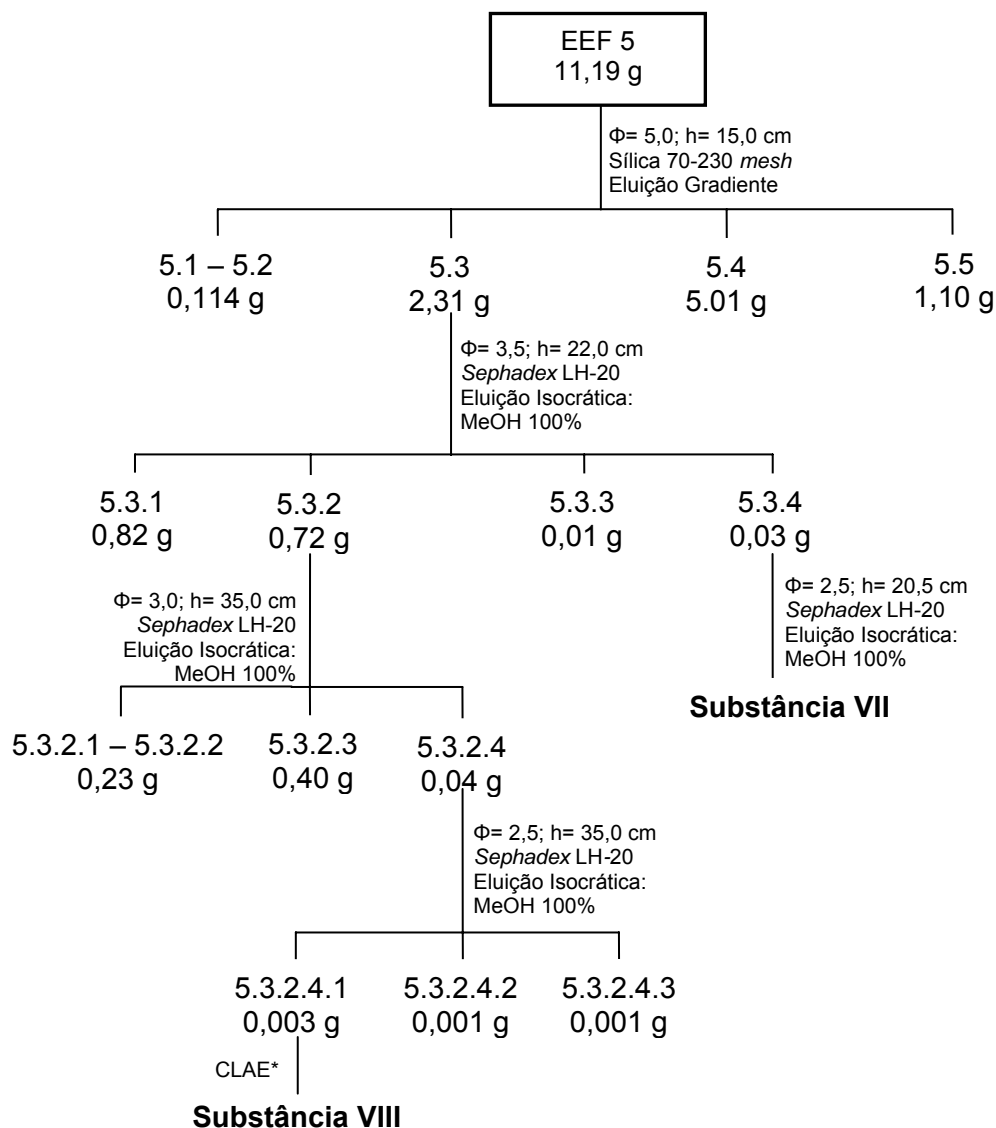 EEF 5
11,19 g
Φ= 5,0; h= 15,0 cm
Sílica 70-230 mesh
Eluição Gradiente
5.1 – 5.2
0,114 g
5.3
2,31 g
5.4
5.01 g
5.5
1,10 g
Φ= 3,5; h= 22,0 cm
Sephadex LH-20
Eluição Isocrática:
MeOH 100%
5.3.1
0,82 g
5.3.2
0,72 g
5.3.3
0,01 g
5.3.4
0,03 g
Φ= 3,0; h= 35,0 cm
Sephadex LH-20
Eluição Isocrática:
MeOH 100%
Φ= 2,5; h= 20,5 cm
Sephadex LH-20
Eluição Isocrática:
MeOH 100%
Substância VII
5.3.2.1 – 5.3.2.2
0,23 g
5.3.2.3
0,40 g
5.3.2.4
0,04 g
Φ= 2,5; h= 35,0 cm
Sephadex LH-20
Eluição Isocrática:
MeOH 100%
5.3.2.4.1
0,003 g
5.3.2.4.2
0,001 g
5.3.2.4.3
0,001 g
CLAE*
Substância VIII